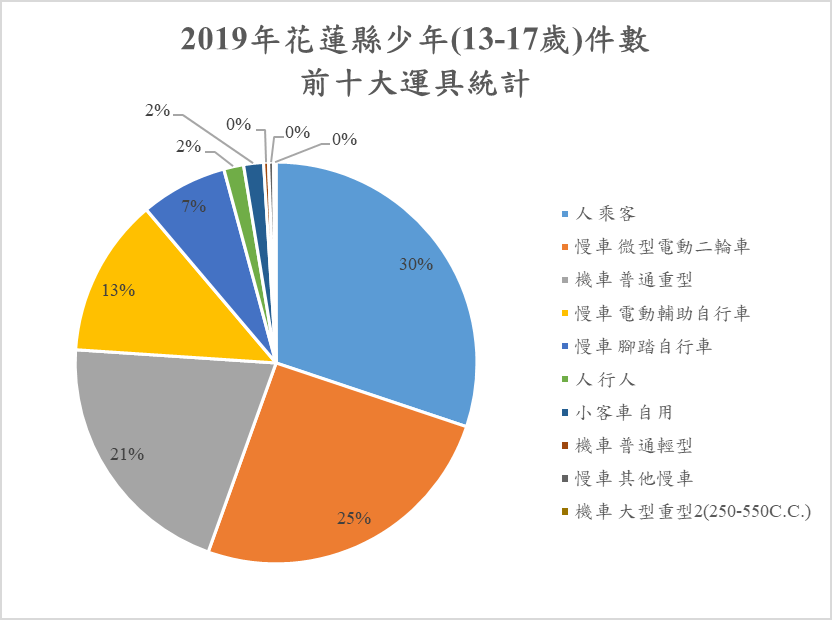 2019年花蓮縣少年(13-17歲)件數
前十大運具統計
2%
0%
0%
0%
2%
7%
30%
13%
21%
25%
人 乘客
慢車 微型電動二輪車
機車 普通重型
慢車 電動輔助自行車
慢車 腳踏自行車
人 行人
小客車 自用
機車 普通輕型
慢車 其他慢車
機車 大型重型2(250-550C.C.)